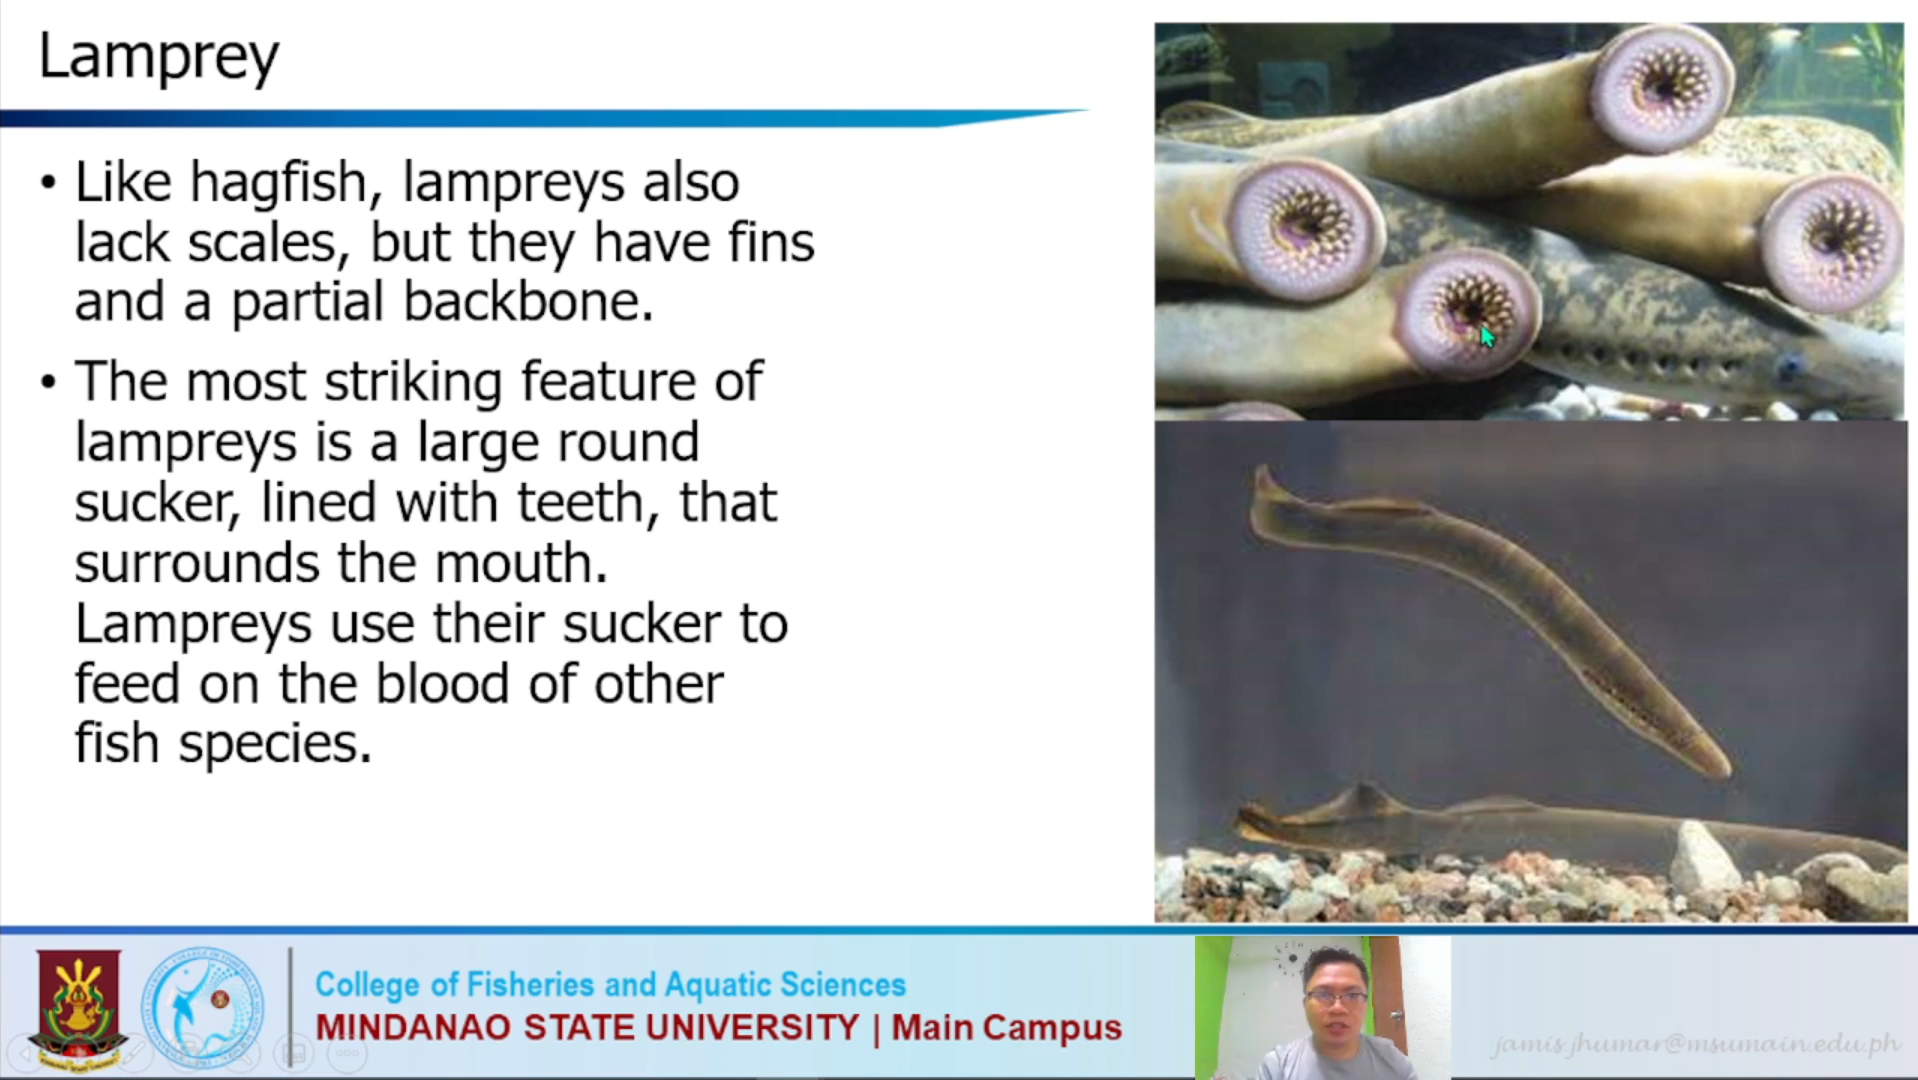 Lamprey
• Like hagfish, lampreys also
lack scales, but they have fins
and a partial backbone.
• The most striking feature of
lampreys is a large round
sucker, lined with teeth, that
surrounds the mouth.
Lampreys use their sucker to
feed on the blood of other
fish species.
College of Fisheries and Aquatic Sciences
MINDANAO STATE UNIVERSITY | Main Campus
jamis.jhumar@msumain.edu.ph